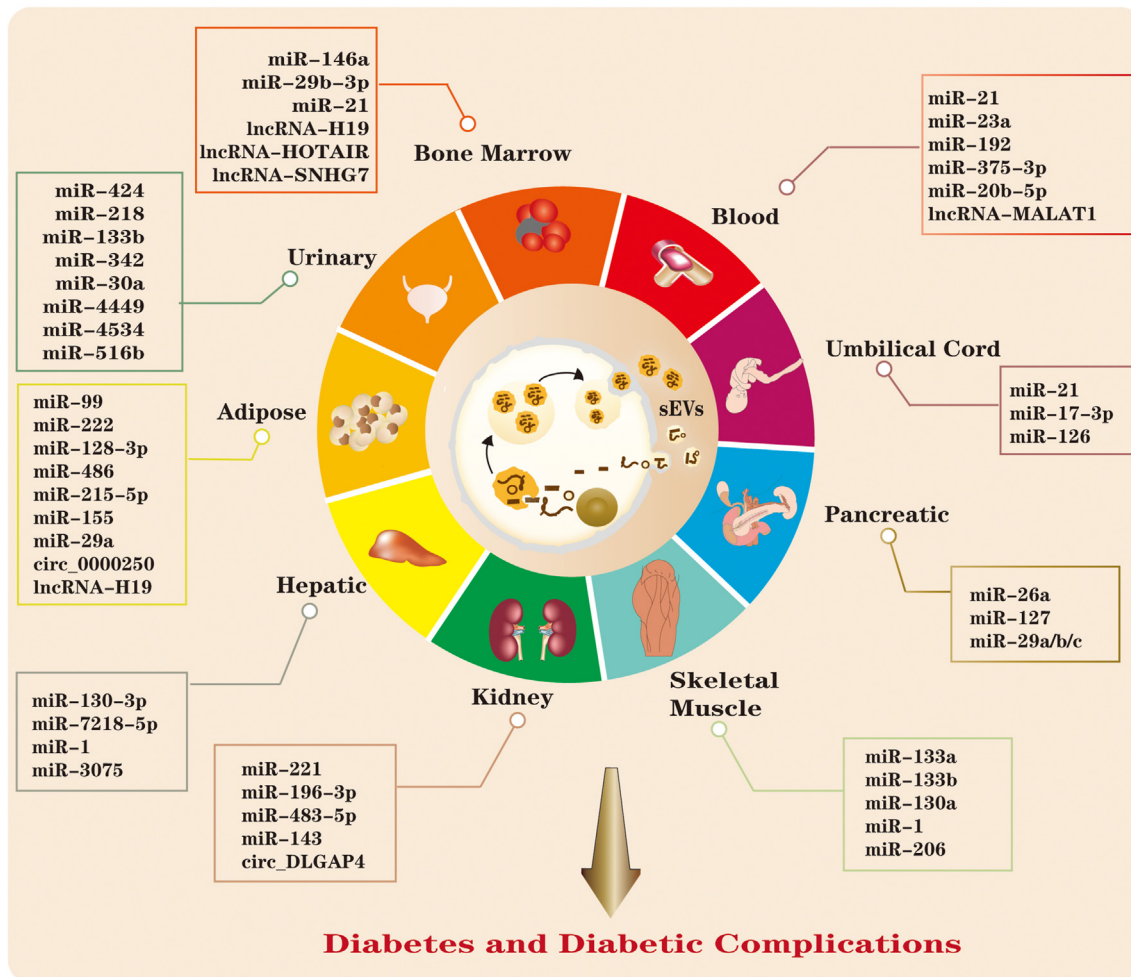 miR-146a
miR-29b-3p
miR-21
lncRNA-H19
lncRNA-HOTAIR
lncRNA-SNHG7
Bone Marrow
miR-21
miR-23a
miR-192
miR-375-3p
miR-20b-5p
lncRNA-MALAT1
Blood
miR-424
miR-218
miR-133b
miR-342
miR-30a
miR-4449
miR-4534
miR-516b
Urinary
Umbilical Cord
miR-21
miR-17-3p
miR-126
sEVs
miR-99
miR-222
miR-128-3p
miR-486
miR-215-5p
miR-155
miR-29a
circ_0000250
lncRNA-H19
Adipose
Pancreatic
miR-26a
miR-127
miR-29a/b/c
Hepatic
miR-130-3p
miR-7218-5p
miR-1
miR-3075
Kidney
miR-221
miR-196-3p
miR-483-5p
miR-143
circ_DLGAP4
Skeletal
Muscle
miR-133a
miR-133b
miR-130a
miR-1
miR-206
Diabetes and Diabetic Complications